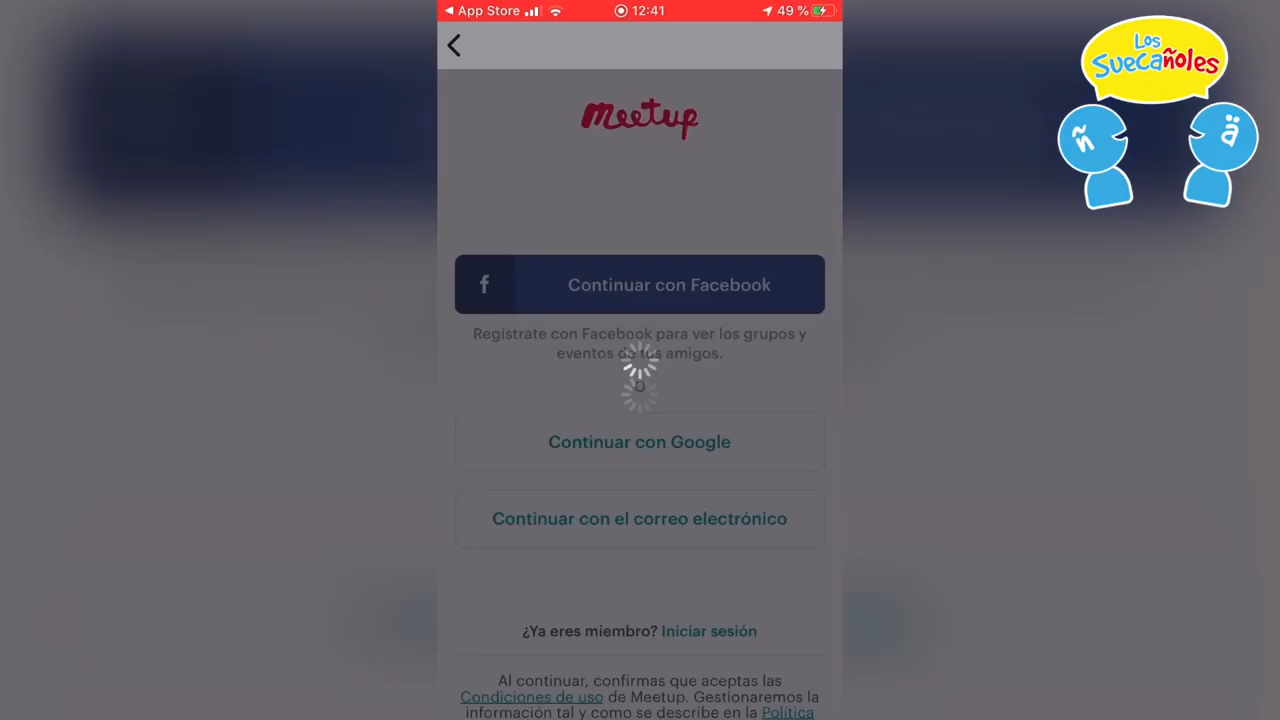 App Store
12:41
49 %
Los
Suecañoles
ñ
ä
meetup
f
Continuar con Facebook
Regístrate con Facebook para ver los grupos y
eventos de tus amigos.
O
Continuar con Google
Continuar con el correo electrónico
¿Ya eres miembro? Iniciar sesión
Al continuar, confirmas que aceptas las
Condiciones de uso de Meetup. Gestionaremos la
información tal y como se describe en la Política